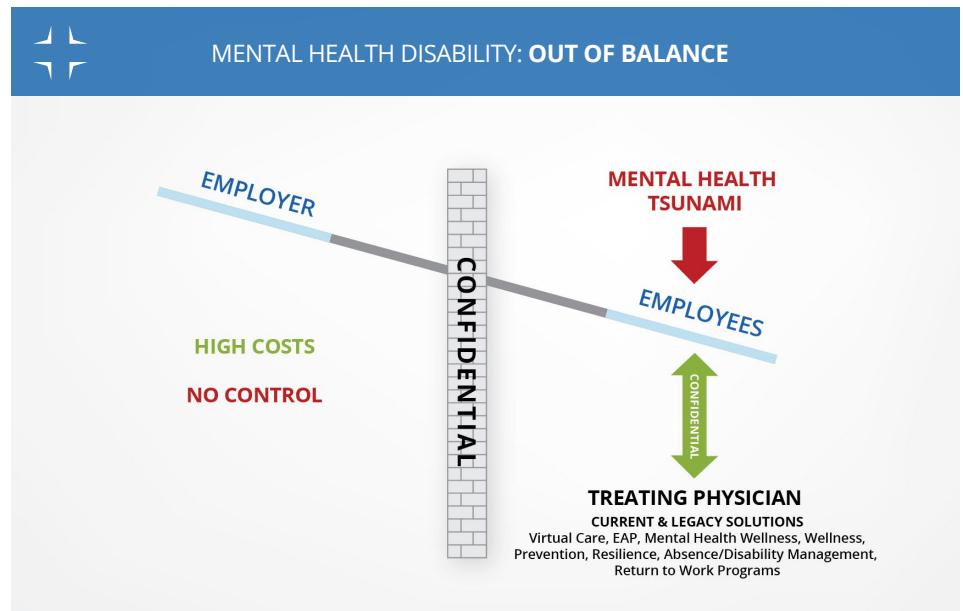 MENTAL HEALTH DISABILITY: OUT OF BALANCE
EMPLOYER
HIGH COSTS
NO CONTROL
CONFIDENTIAL
MENTAL HEALTH
TSUNAMI
EMPLOYEES
CONFIDENTIAL
TREATING PHYSICIAN
CURRENT & LEGACY SOLUTIONS
Virtual Care, EAP, Mental Health Wellness, Wellness,
Prevention, Resilience, Absence/Disability Management,
Return to Work Programs